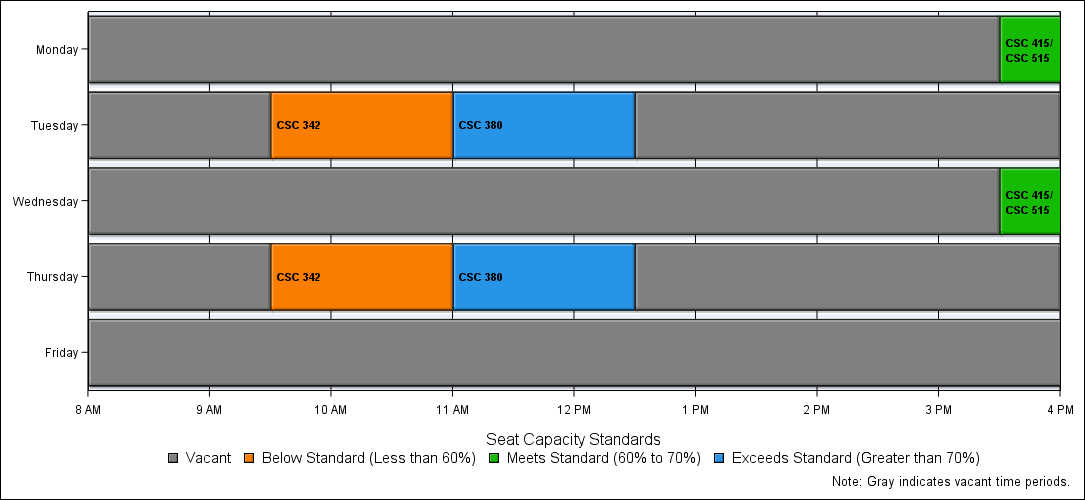 Monday
CSC 415/
CSC 515
Tuesday
CSC 342
CSC 380
Wednesday
CSC 415/
CSC 515
Thursday
CSC 342
CSC 380
Friday
8 AM 9 AM 10 AM 11 AM 12 PM 1 PM 2 PM 3 PM 4 PM
Seat Capacity Standards
Vacant Below Standard (Less than 60%) Meets Standard (60% to 70%) Exceeds Standard (Greater than 70%)
Note: Gray indicates vacant time periods.